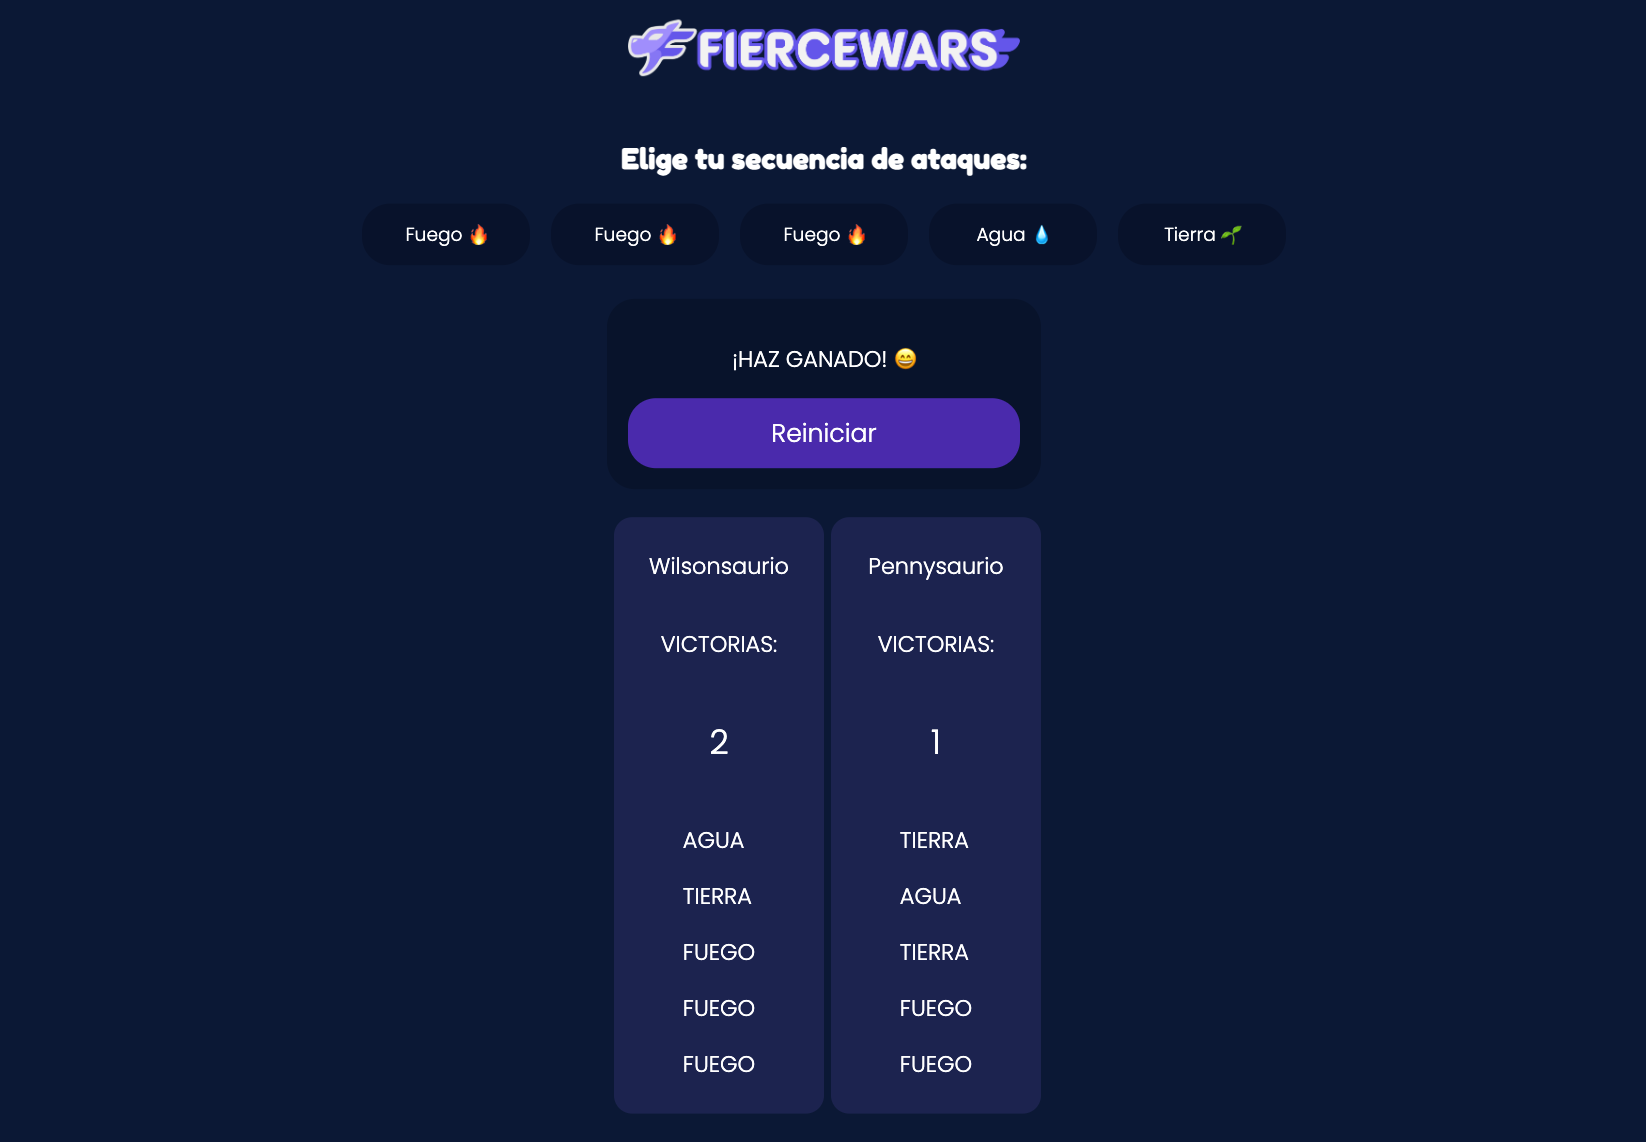 FIERCEWARS
Elige tu secuencia de ataques:
Fuego 🔥 Fuego 🔥 Fuego 🔥 Agua 💧 Tierra 🌱
¡HAZ GANADO! 😄
Reiniciar
Wilsonsaurio
VICTORIAS:
2
AGUA
TIERRA
FUEGO
FUEGO
FUEGO
Pennysaurio
VICTORIAS:
1
TIERRA
AGUA
TIERRA
FUEGO
FUEGO